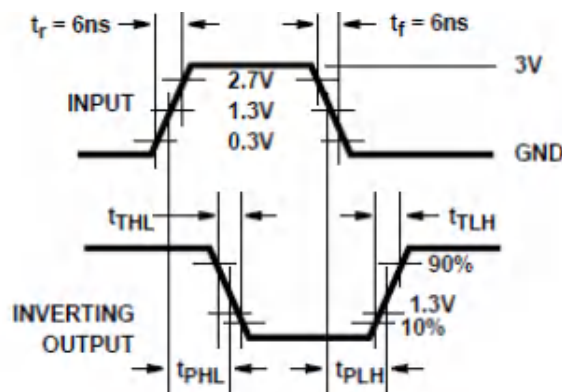 tr = 6ns
tf = 6ns
3V
2.7V
INPUT
1.3V
0.3V
GND
tTHL
tTLH
90%
INVERTING
OUTPUT
1.3V
10%
tPHL
tPLH